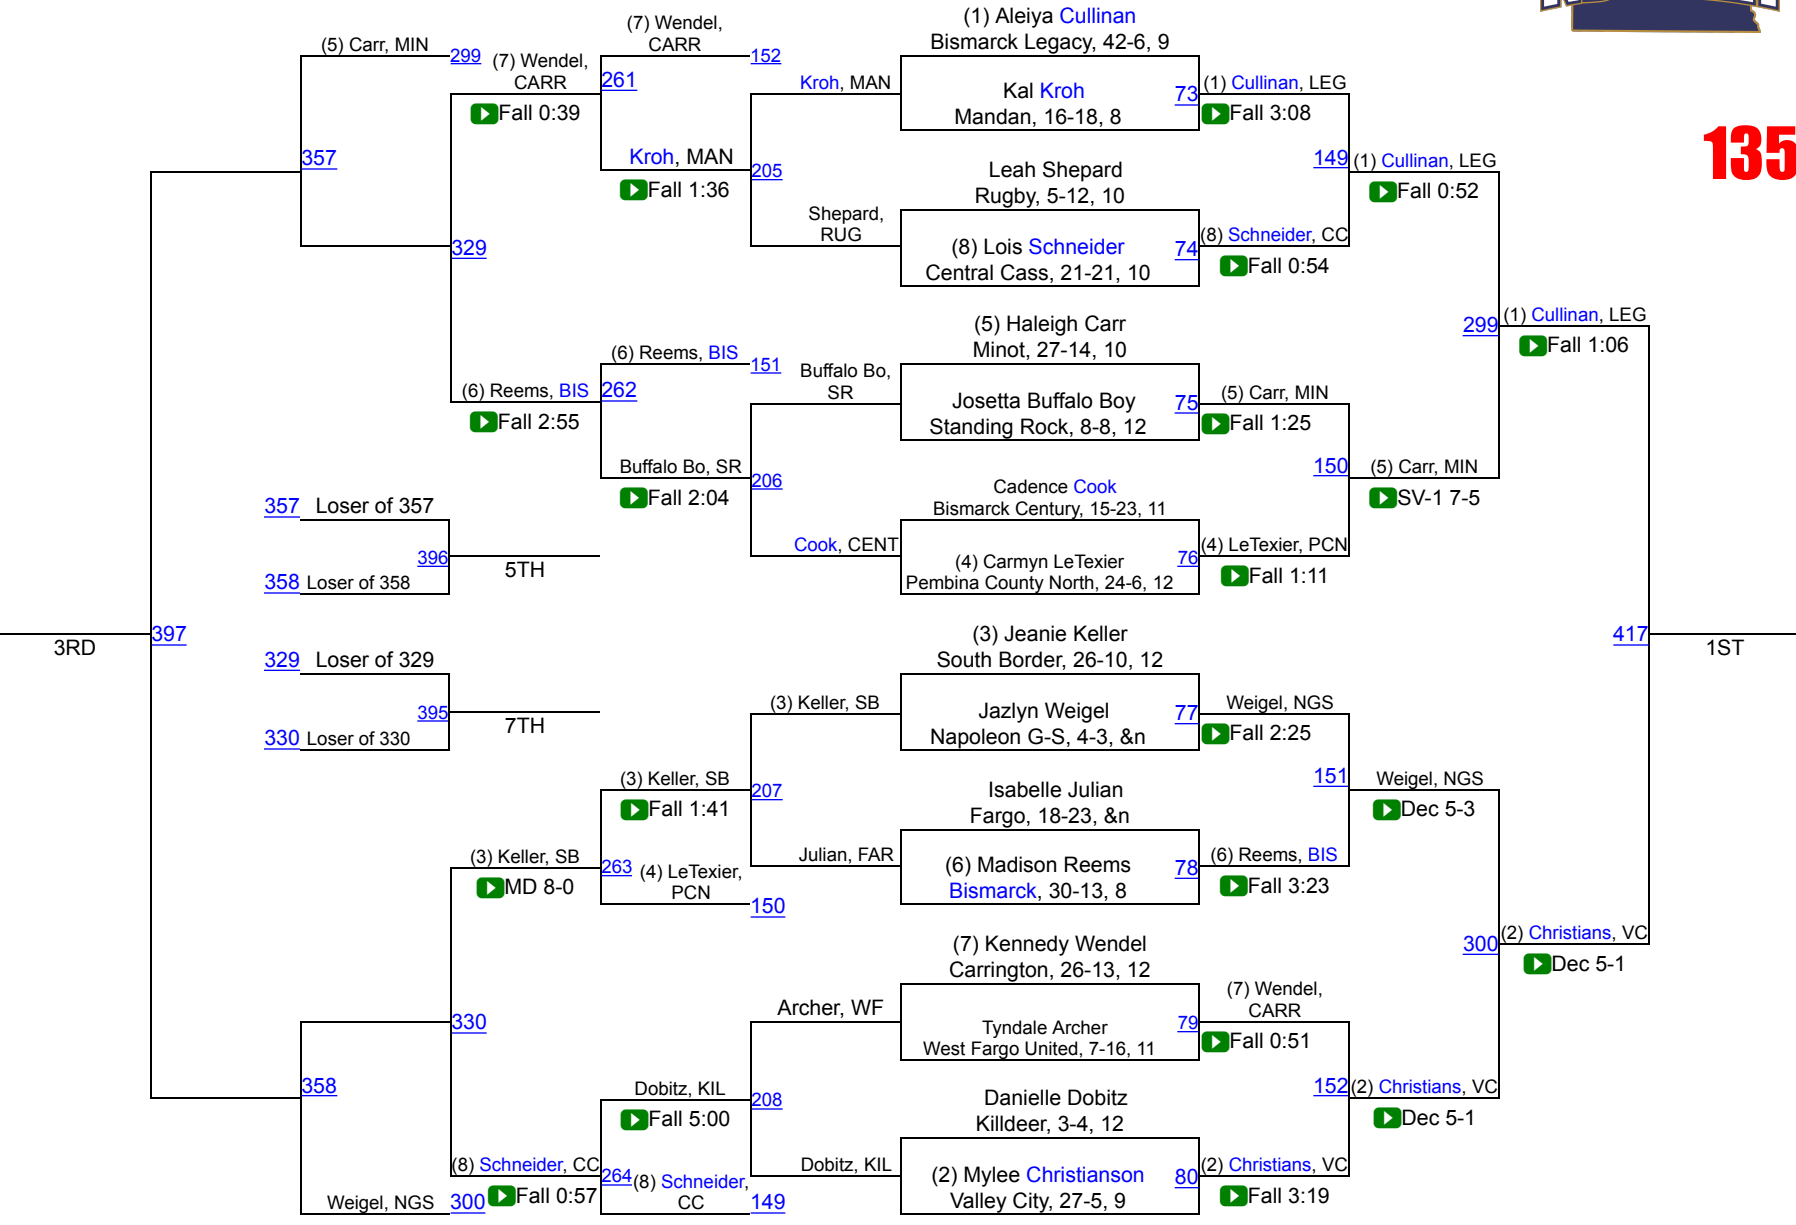 (1) Aleiya Cullinan
Bismarck Legacy, 42-6, 9
Kal Kroh
Mandan, 16-18, 8
73
Leah Shepard
Rugby, 5-12, 10
(8) Lois Schneider
Central Cass, 21-21, 10
74
(5) Haleigh Carr
Minot, 27-14, 10
Josetta Buffalo Boy
Standing Rock, 8-8, 12
75
Cadence Cook
Bismarck Century, 15-23, 11
(4) Carmyn LeTexier
Pembina County North, 24-6, 12
76
(3) Jeanie Keller
South Border, 26-10, 12
Jazlyn Weigel
Napoleon G-S, 4-3, &n
77
Isabelle Julian
Fargo, 18-23, &n
(6) Madison Reems
Bismarck, 30-13, 8
78
(7) Kennedy Wendel
Carrington, 26-13, 12
Tyndale Archer
West Fargo United, 7-16, 11
79
Danielle Dobitz
Killdeer, 3-4, 12
(2) Mylee Christianson
Valley City, 27-5, 9
80
(1) Cullinan, LEG
Fall 3:08
149
(8) Schneider, CC
Fall 0:54
(5) Carr, MIN
Fall 1:25
150
(4) LeTexier, PCN
Fall 1:11
Weigel, NGS
Fall 2:25
151
(6) Reems, BIS
Fall 3:23
(7) Wendel,
CARR
Fall 0:51
152
(2) Christians, VC
Fall 3:19
(1) Cullinan, LEG
Fall 0:52
299
(5) Carr, MIN
SV-1 7-5
Weigel, NGS
Dec 5-3
300
(2) Christians, VC
Dec 5-1
(1) Cullinan, LEG
Fall 1:06
417
(2) Christians, VC
Dec 5-1
1ST
135
Kroh, MAN
205
Shepard,
RUG
Buffalo Bo,
SR
206
Cook, CENT
(3) Keller, SB
207
Julian, FAR
Archer, WF
208
Dobitz, KIL
(7) Wendel,
CARR
152
261
Kroh, MAN
Fall 1:36
(6) Reems, BIS
151
262
Buffalo Bo, SR
Fall 2:04
(3) Keller, SB
Fall 1:41
263
(4) LeTexier,
PCN
150
Dobitz, KIL
Fall 5:00
264
(8) Schneider,
CC
149
(7) Wendel,
CARR
Fall 0:39
329
(6) Reems, BIS
Fall 2:55
(3) Keller, SB
MD 8-0
330
(8) Schneider, CC
Fall 0:57
(5) Carr, MIN
299
357
358
Weigel, NGS
300
357 Loser of 357
396
358 Loser of 358
5TH
329 Loser of 329
395
330 Loser of 330
7TH
397
3RD